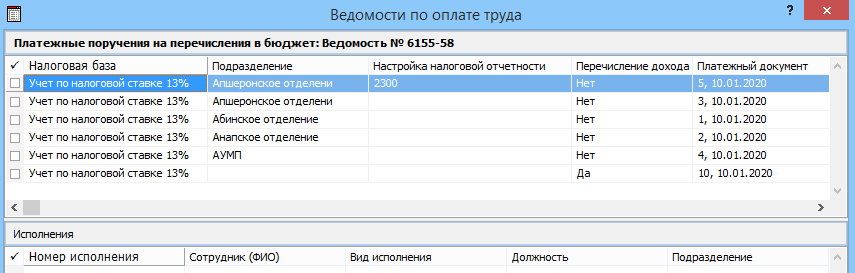 Ведомости по оплате труда
? ×
Платежные поручения на перечисления в бюджет: Ведомость № 6155-58
✓ Налоговая база Подразделение Настройка налоговой отчетности Перечисление дохода Платежный документ
Учет по налоговой ставке 13% Апшеронское отделени 2300 Нет 5, 10.01.2020
Учет по налоговой ставке 13% Апшеронское отделени Нет 3, 10.01.2020
Учет по налоговой ставке 13% Абинское отделение Нет 1, 10.01.2020
Учет по налоговой ставке 13% Анапское отделение Нет 2, 10.01.2020
Учет по налоговой ставке 13% АУМП Нет 4, 10.01.2020
Учет по налоговой ставке 13% Да 10, 10.01.2020
Исполнения
✓ Номер исполнения Сотрудник (ФИО) Вид исполнения Должность Подразделение